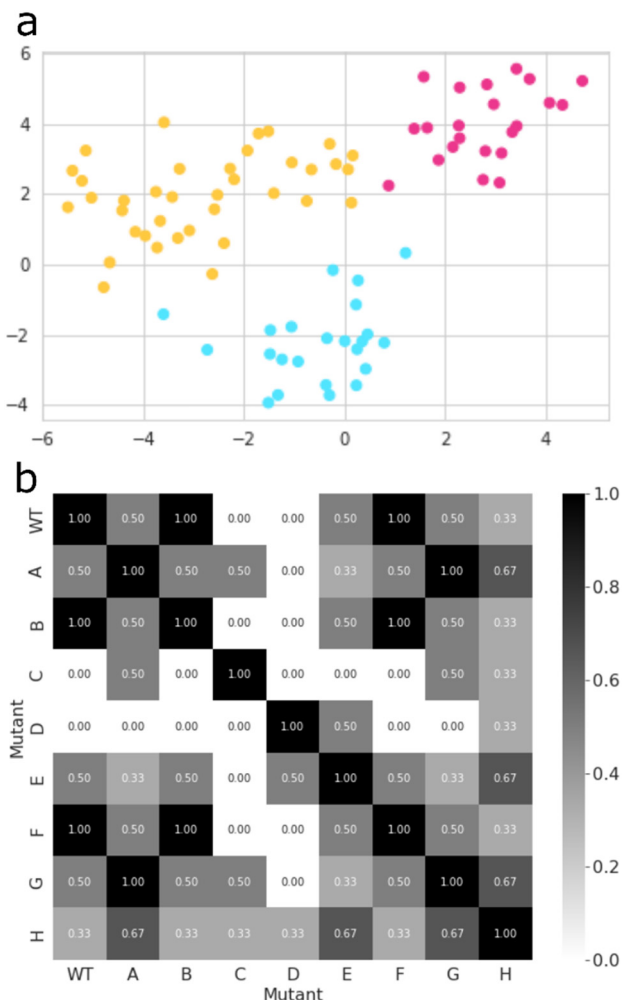 a
6
4
2
0
−2
−4
−6 −4 −2 0 2 4
b
WT 1.00 0.50 1.00 0.00 0.00 0.50 1.00 0.50 0.33
A 0.50 1.00 0.50 0.50 0.00 0.33 0.50 1.00 0.67
B 1.00 0.50 1.00 0.00 0.00 0.50 1.00 0.50 0.33
C 0.00 0.50 0.00 1.00 0.00 0.00 0.00 0.50 0.33
D 0.00 0.00 0.00 0.00 1.00 0.50 0.00 0.00 0.33
E 0.50 0.33 0.50 0.00 0.50 1.00 0.50 0.33 0.67
F 1.00 0.50 1.00 0.00 0.00 0.50 1.00 0.50 0.33
G 0.50 1.00 0.50 0.50 0.00 0.33 0.50 1.00 0.67
H 0.33 0.67 0.33 0.33 0.33 0.67 0.33 0.67 1.00
WT A B C D E F G H
Mutant
Mutant
1.0
0.8
0.6
0.4
0.2
0.0